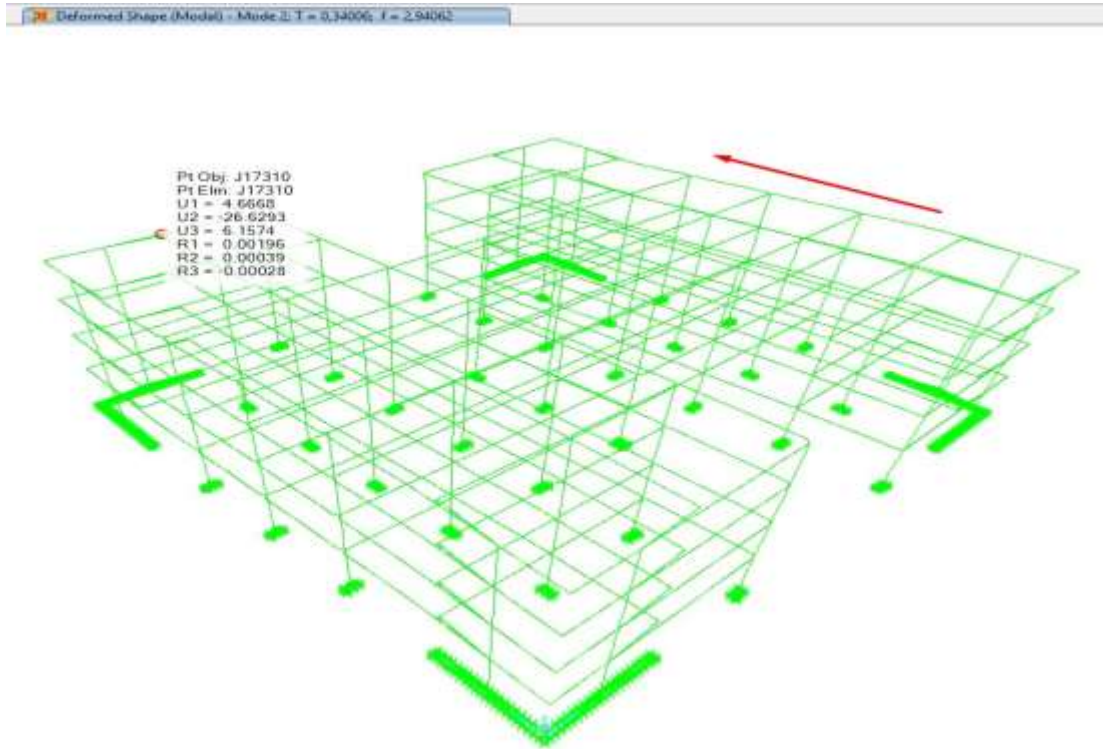 Deformed Shape (Modal) - Mode 2; T = 0,34006; f = 2,94062
Pt Obj: J17310
Pt Elm: J17310
U1 = 4.6668
U2 = -26.6293
U3 = 6.1574
R1 = 0.00196
R2 = 0.00039
R3 = -0.00028